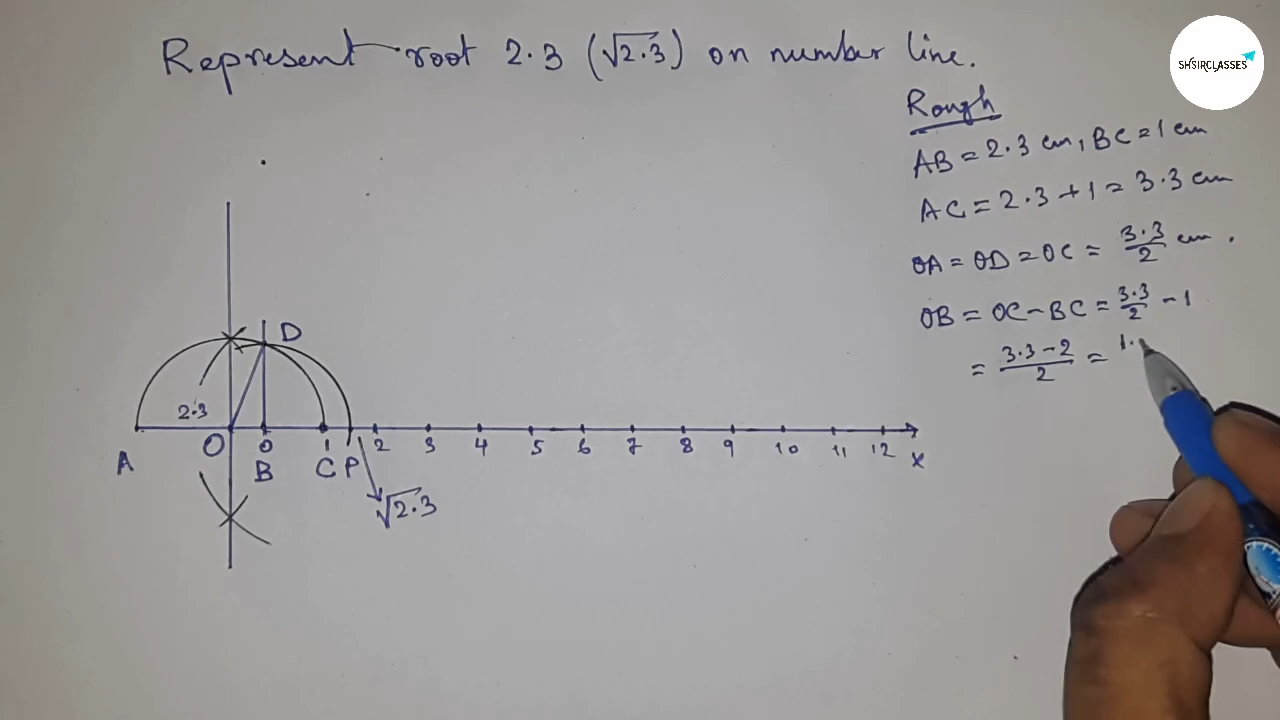 Represent root 2.3 (√2.3) on number line.
SHSIRCLASSES
Rough
AB = 2.3 cm, BC = 1 cm
AC = 2.3 + 1 = 3.3 cm
OA = OD = OC = 3.3/2 cm.
OB = OC - BC = 3.3/2 - 1
= 3.3-2/2 = 1.
D
2.3
A O 0 1 2 3 4 5 6 7 8 9 10 11 12 X
B C P
√2.3